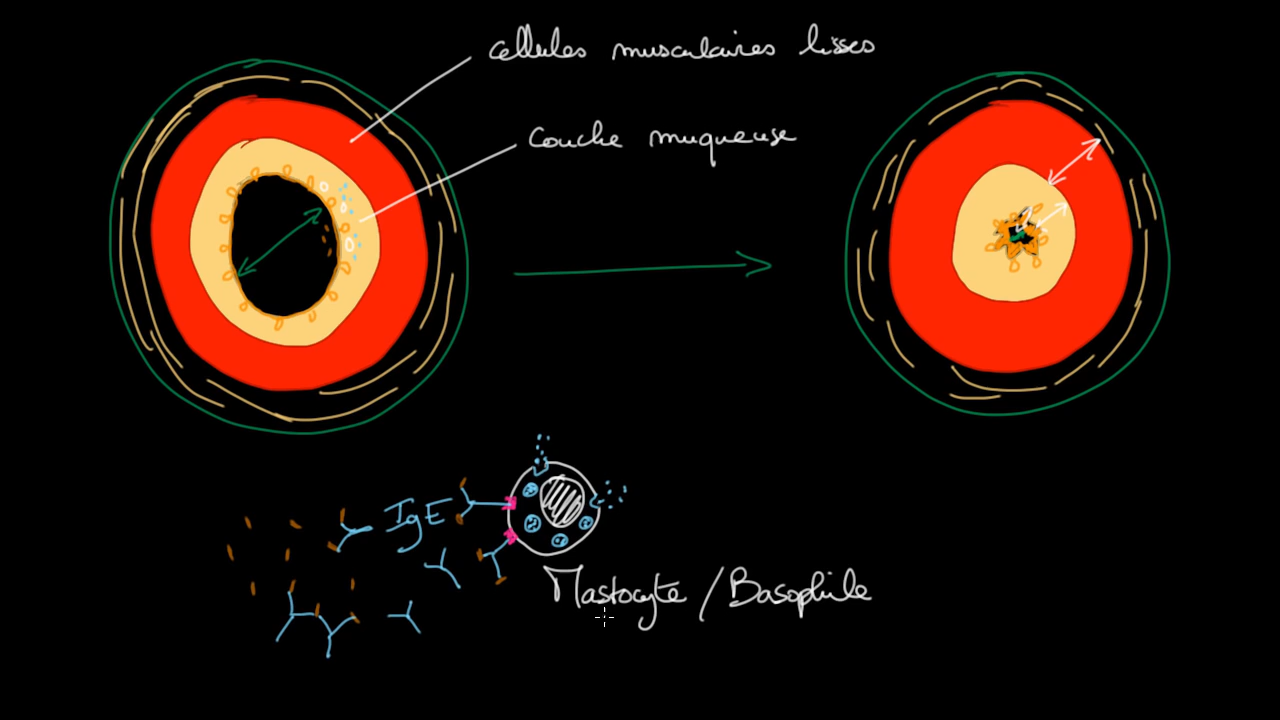 cellules musculaires lisses
Couche muqueuse
IgE
Mastocyte / Basophile